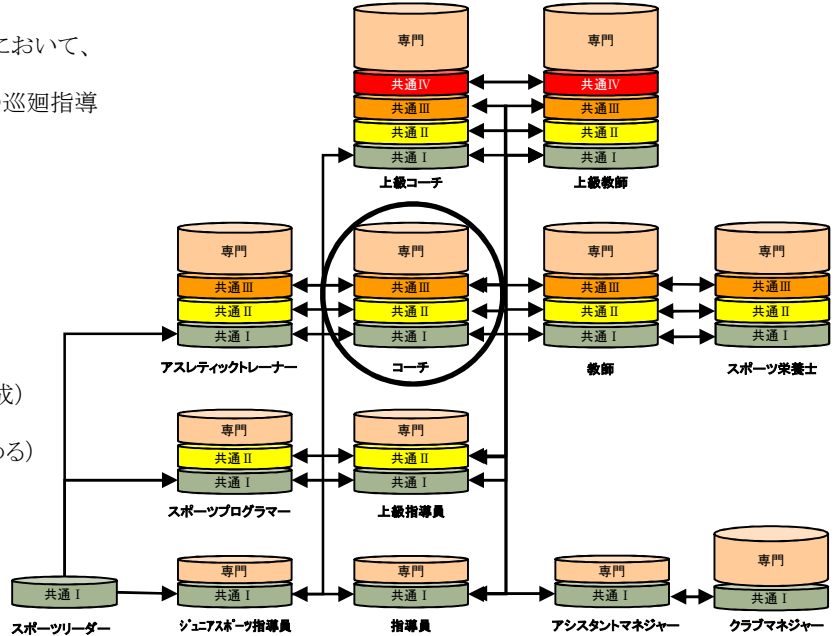 において、
巡廻指導
成）
める）
専門
共通Ⅳ
共通Ⅲ
共通Ⅱ
共通Ⅰ
上級コーチ
専門
共通Ⅳ
共通Ⅲ
共通Ⅱ
共通Ⅰ
上級教師
専門
共通Ⅲ
共通Ⅱ
共通Ⅰ
アスレティックトレーナー
専門
共通Ⅲ
共通Ⅱ
共通Ⅰ
コーチ
専門
共通Ⅲ
共通Ⅱ
共通Ⅰ
教師
専門
共通Ⅲ
共通Ⅱ
共通Ⅰ
スポーツ栄養士
専門
共通Ⅱ
共通Ⅰ
スポーツプログラマー
専門
共通Ⅱ
共通Ⅰ
上級指導員
共通Ⅰ
スポーツリーダー
専門
共通Ⅰ
ｼﾞｭﾆｱｽﾎﾟｰﾂ指導員
専門
共通Ⅰ
指導員
専門
共通Ⅰ
アシスタントマネジャー
専門
共通Ⅰ
クラブマネジャー